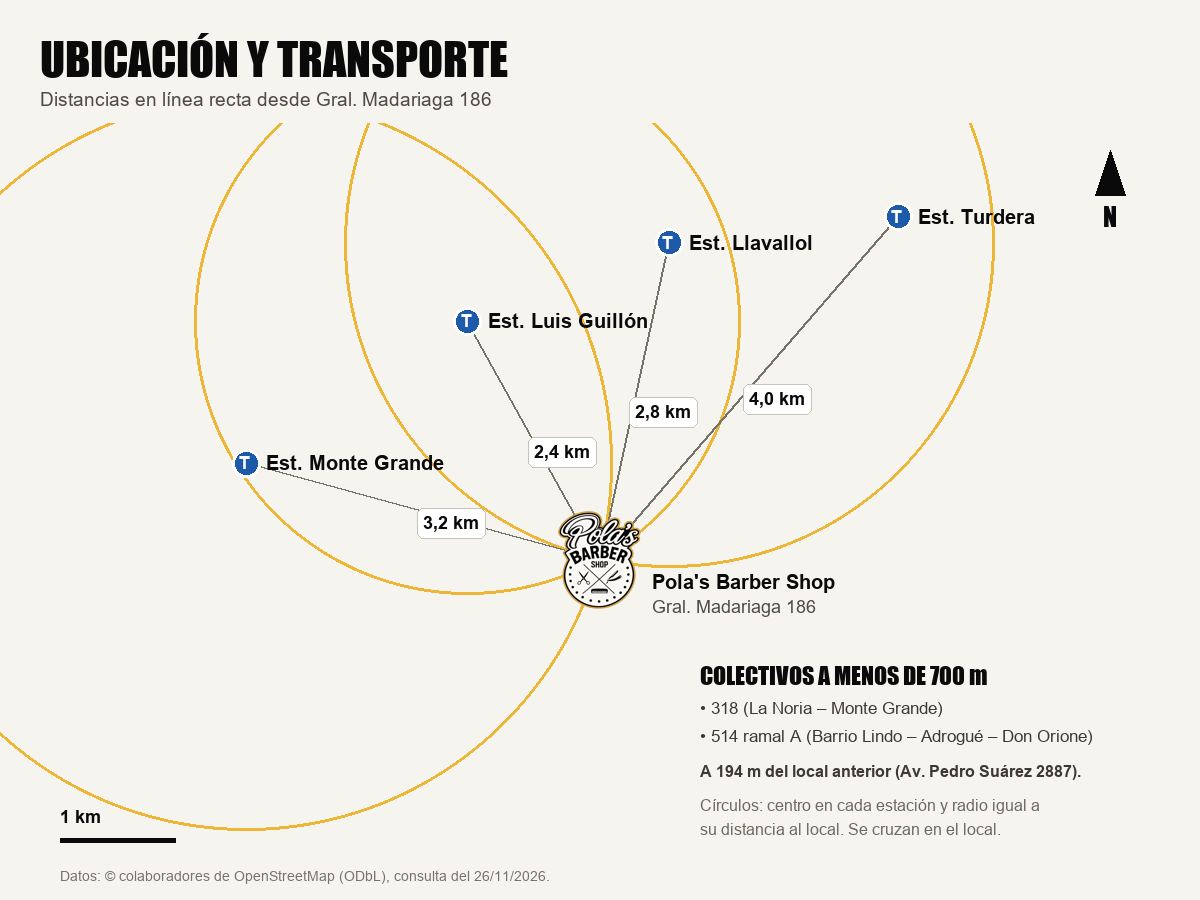 UBICACIÓN Y TRANSPORTE
Distancias en línea recta desde Gral. Madariaga 186
N
T Est. Turdera
T Est. Llavallol
T Est. Luis Guillón
4,0 km
2,8 km
2,4 km
T Est. Monte Grande
3,2 km
Pola's
BARBER
SHOP
Pola's Barber Shop
Gral. Madariaga 186
COLECTIVOS A MENOS DE 700 m
• 318 (La Noria – Monte Grande)
• 514 ramal A (Barrio Lindo – Adrogué – Don Orione)
A 194 m del local anterior (Av. Pedro Suárez 2887).
Círculos: centro en cada estación y radio igual a
su distancia al local. Se cruzan en el local.
1 km
Datos: © colaboradores de OpenStreetMap (ODbL), consulta del 26/11/2026.